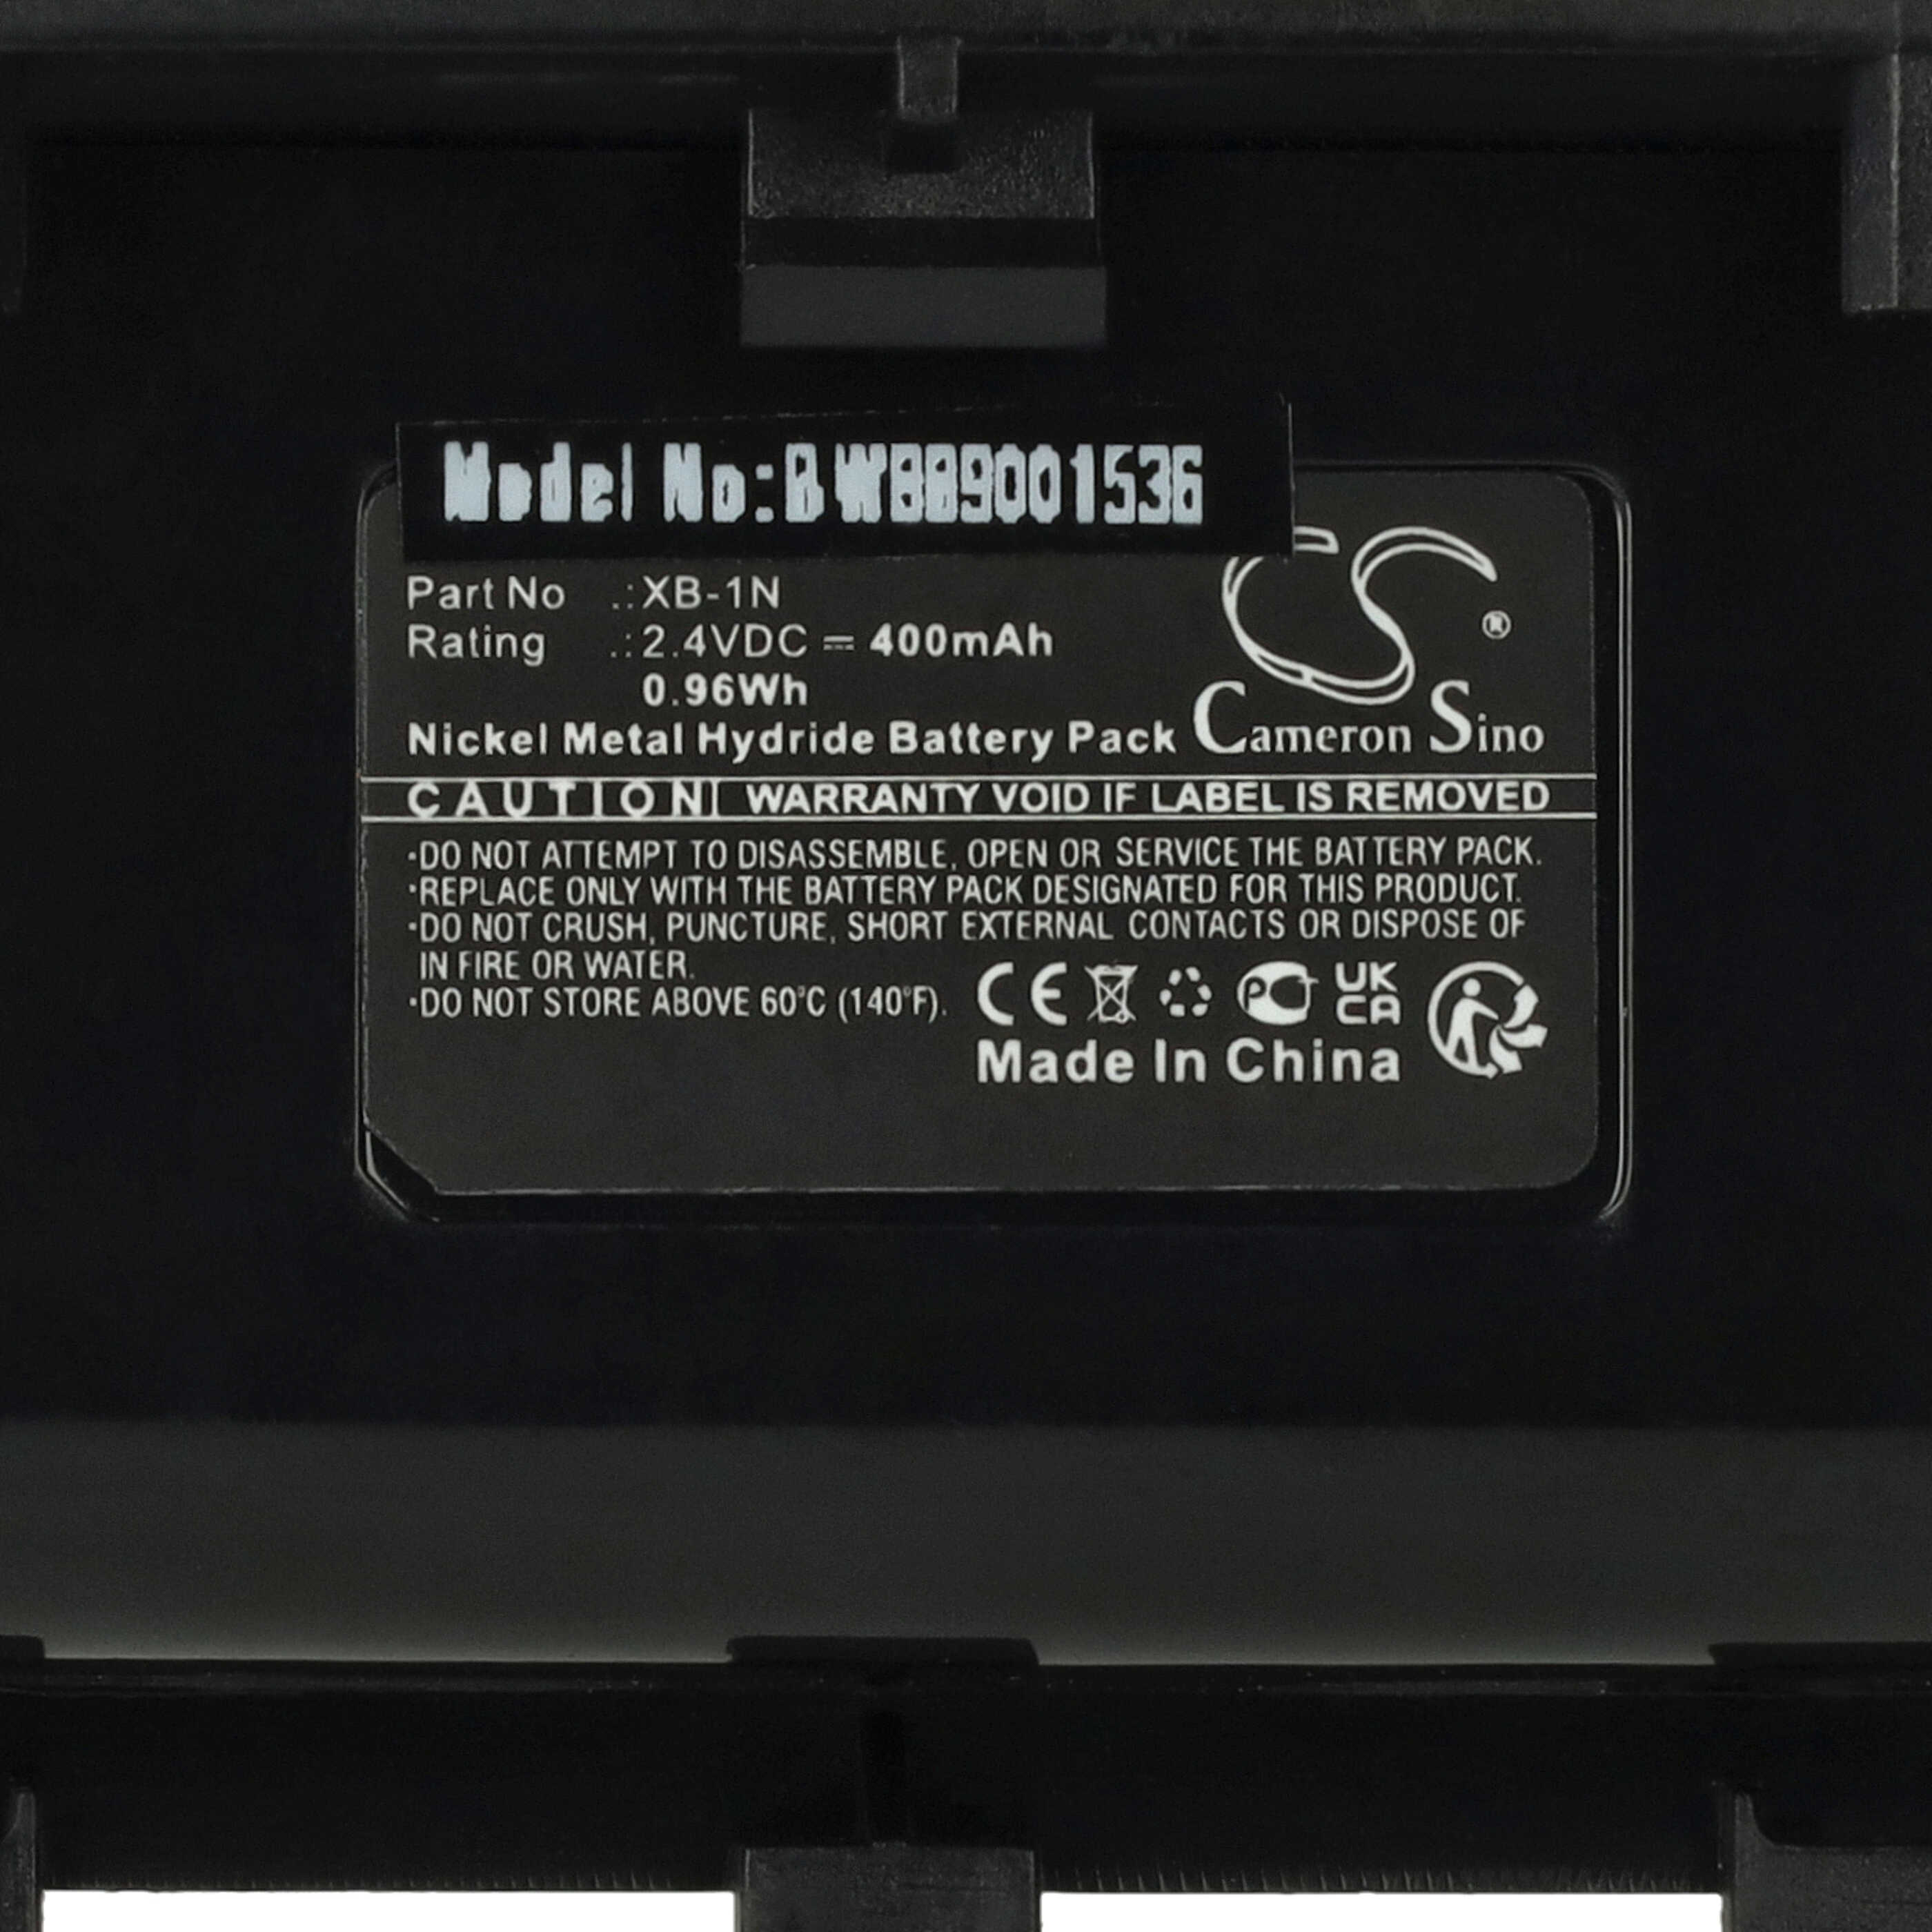 Model No:BW889001536
Part No .:XB-1N
Rating .:2.4VDC ⎓ 400mAh
0.96Wh
Nickel Metal Hydride Battery Pack
CS ®
Cameron Sino
CAUTION! WARRANTY VOID IF LABEL IS REMOVED
·DO NOT ATTEMPT TO DISASSEMBLE, OPEN OR SERVICE THE BATTERY PACK.
·REPLACE ONLY WITH THE BATTERY PACK DESIGNATED FOR THIS PRODUCT.
·DO NOT CRUSH, PUNCTURE, SHORT EXTERNAL CONTACTS OR DISPOSE OF
IN FIRE OR WATER.
·DO NOT STORE ABOVE 60°C (140°F).
CE PC UK
CA
Made In China